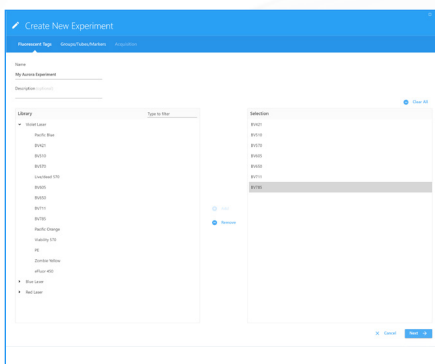 Create New Experiment
Fluorescent Tags Groups/Tubes/Markers Acquisition
Name
My Aurora Experiment
Description
Clear All
Library Type to filter
Violet Laser
Pacific Blue
BV421
BV510
BV570
Live/dead 570
BV605
BV650
BV711
BV785
Pacific Orange
Viability 570
Zombie Yellow
eFluor 450
Blue Laser
Red Laser
Selection
BV421
BV510
BV570
BV605
BV650
BV711
BV785
Add
Remove
Cancel Next